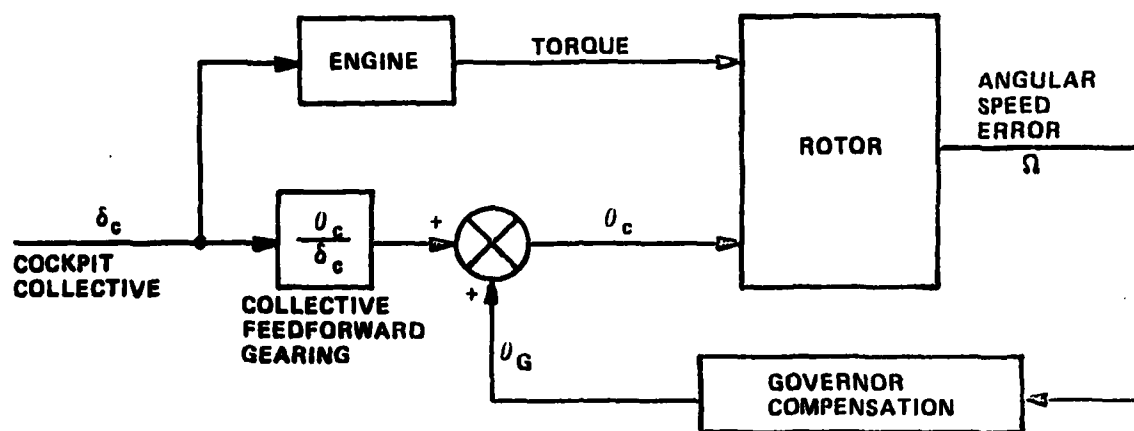 ENGINE
TORQUE
ROTOR
ANGULAR
SPEED
ERROR
Ω
δc
COCKPIT
COLLECTIVE
θc
δc
COLLECTIVE
FEEDFORWARD
GEARING
+
+
θc
θG
GOVERNOR
COMPENSATION